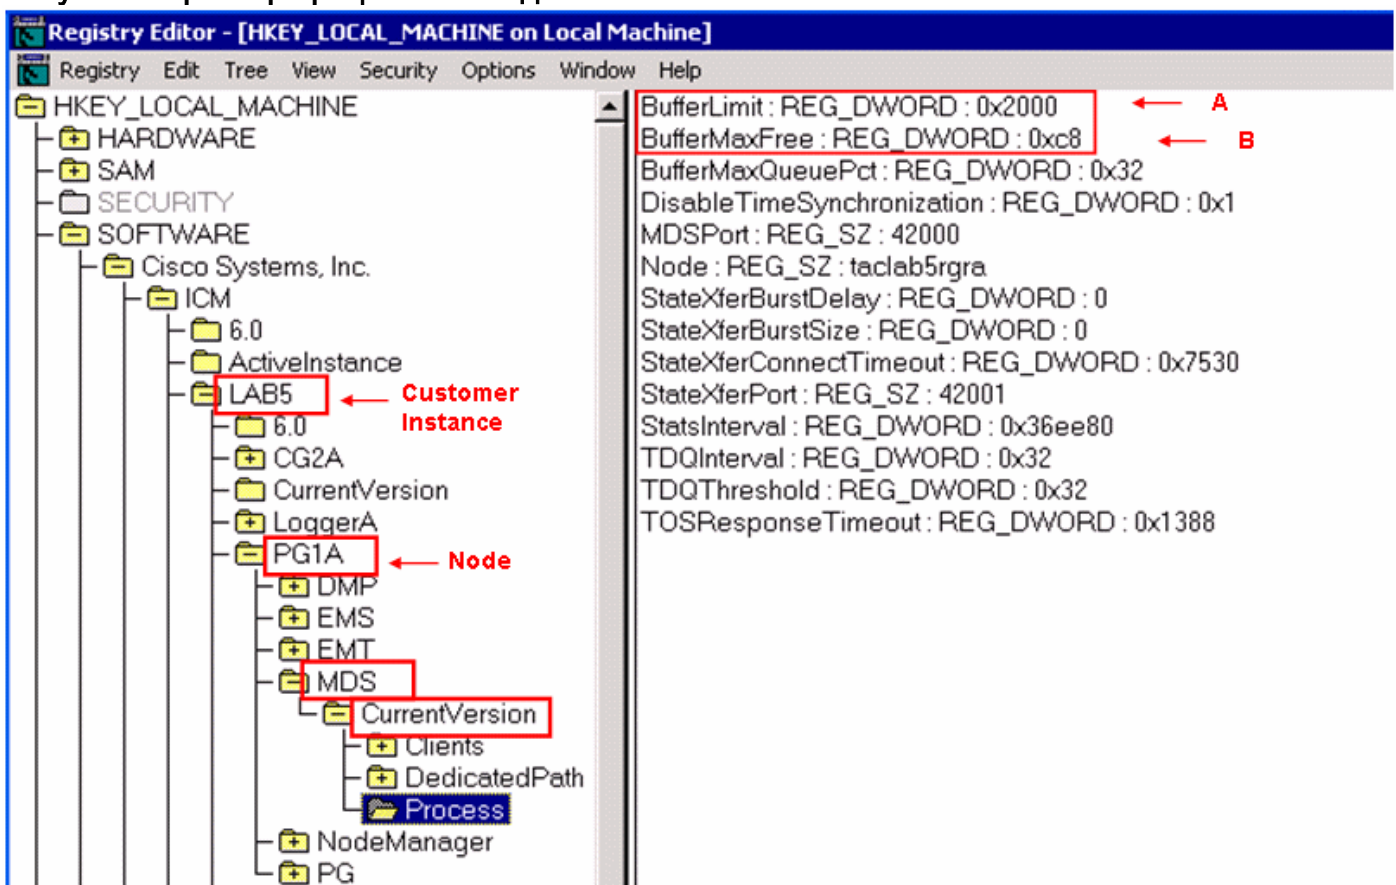 Registry Editor - [HKEY_LOCAL_MACHINE on Local Machine]
Registry Edit Tree View Security Options Window Help
HKEY_LOCAL_MACHINE
HARDWARE
SAM
SECURITY
SOFTWARE
Cisco Systems, Inc.
ICM
6.0
ActiveInstance
LAB5
Customer
Instance
6.0
CG2A
CurrentVersion
LoggerA
PG1A
Node
DMP
EMS
EMT
MDS
CurrentVersion
Clients
DedicatedPath
Process
NodeManager
PG
BufferLimit : REG_DWORD : 0x2000
A
BufferMaxFree : REG_DWORD : 0xc8
B
BufferMaxQueuePct : REG_DWORD : 0x32
DisableTimeSynchronization : REG_DWORD : 0x1
MDSPort : REG_SZ : 42000
Node : REG_SZ : taclab5rgra
StateXferBurstDelay : REG_DWORD : 0
StateXferBurstSize : REG_DWORD : 0
StateXferConnectTimeout : REG_DWORD : 0x7530
StateXferPort : REG_SZ : 42001
StatsInterval : REG_DWORD : 0x36ee80
TDQInterval : REG_DWORD : 0x32
TDQThreshold : REG_DWORD : 0x32
TOSResponseTimeout : REG_DWORD : 0x1388